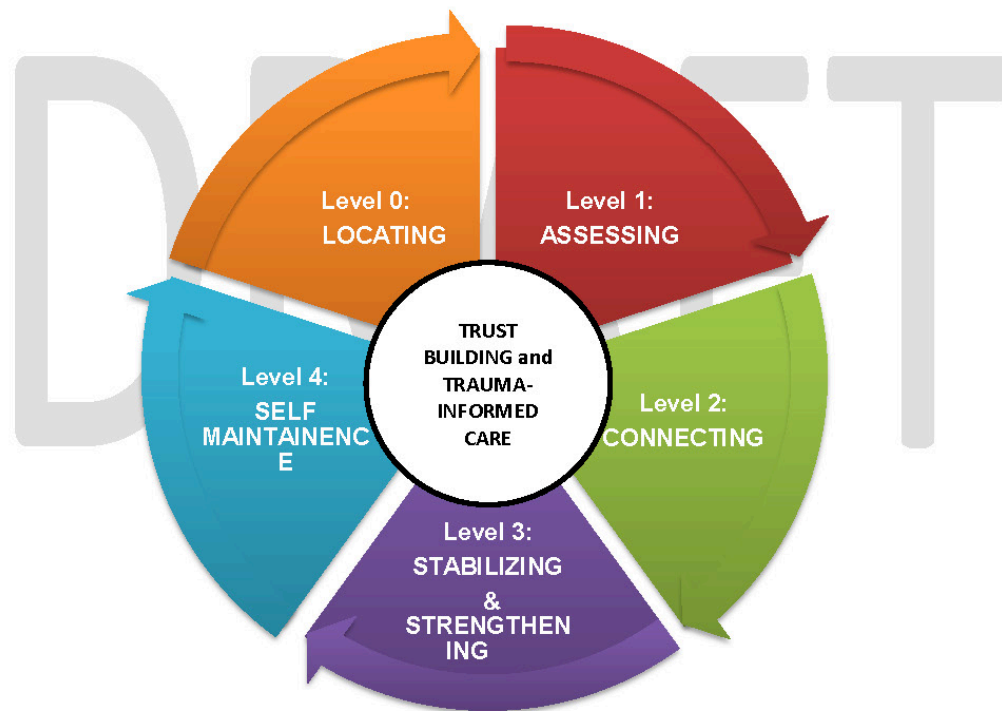 DRAFT
Level 0:
LOCATING
Level 1:
ASSESSING
TRUST
BUILDING and
TRAUMA-
INFORMED
CARE
Level 2:
CONNECTING
Level 3:
STABILIZING
&
STRENGTHEN
ING
Level 4:
SELF
MAINTAINENC
E